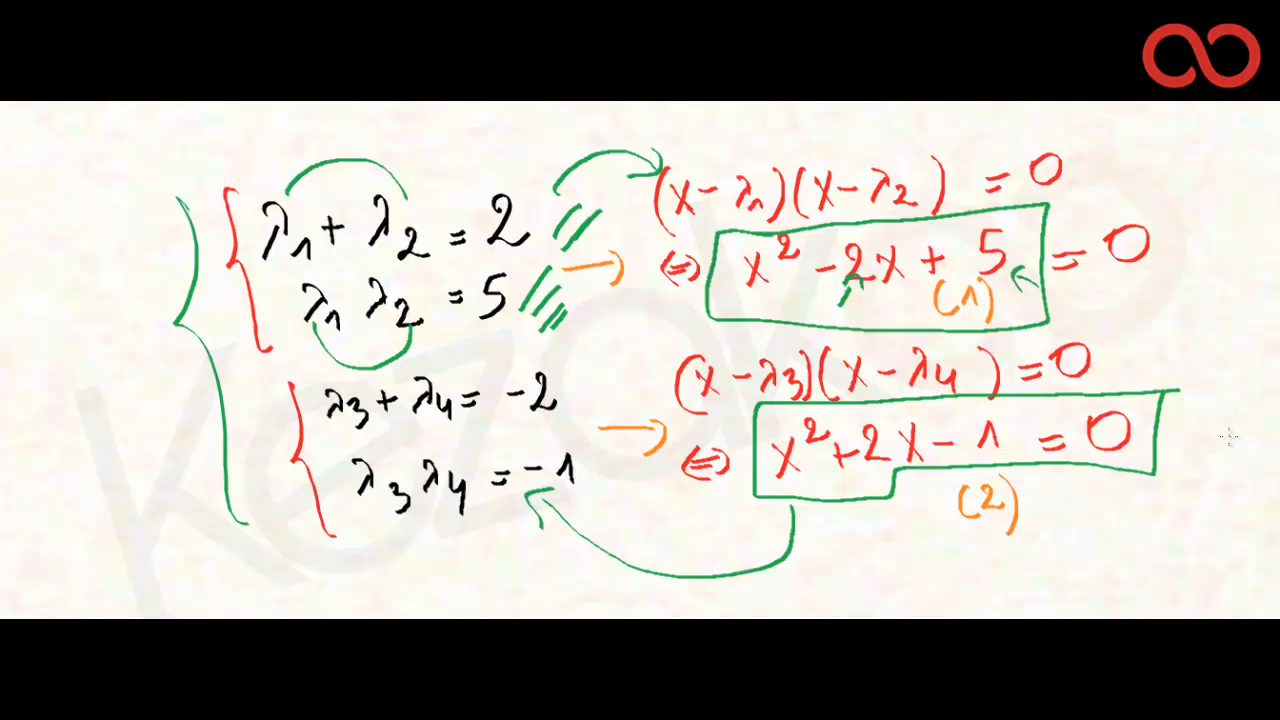 λ1 + λ2 = 2
λ1 λ2 = 5
λ3 + λ4 = -2
λ3 λ4 = -1
(x - λ1)(x - λ2) = 0
⇔ x² - 2x + 5 = 0
(1)
(x - λ3)(x - λ4) = 0
⇔ x² + 2x - 1 = 0
(2)